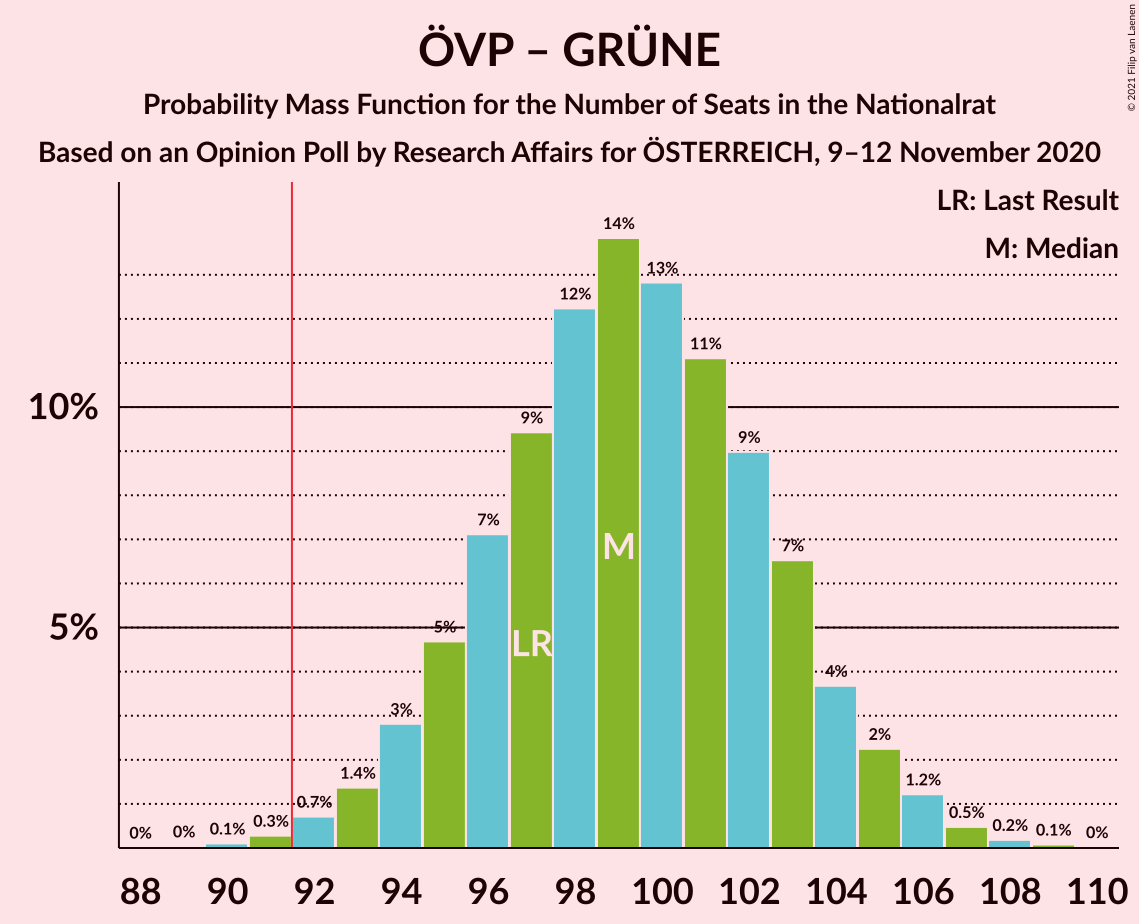 ÖVP – GRÜNE
Probability Mass Function for the Number of Seats in the Nationalrat
Based on an Opinion Poll by Research Affairs for ÖSTERREICH, 9–12 November 2020
© 2021 Filip van Laenen
LR: Last Result
M: Median
10%
5%
0% 0% 0.1% 0.3% 0.7% 1.4% 3% 5% 7% 9% 12% 14% 13% 11% 9% 7% 4% 2% 1.2% 0.5% 0.2% 0.1% 0%
LR M
88 90 92 94 96 98 100 102 104 106 108 110